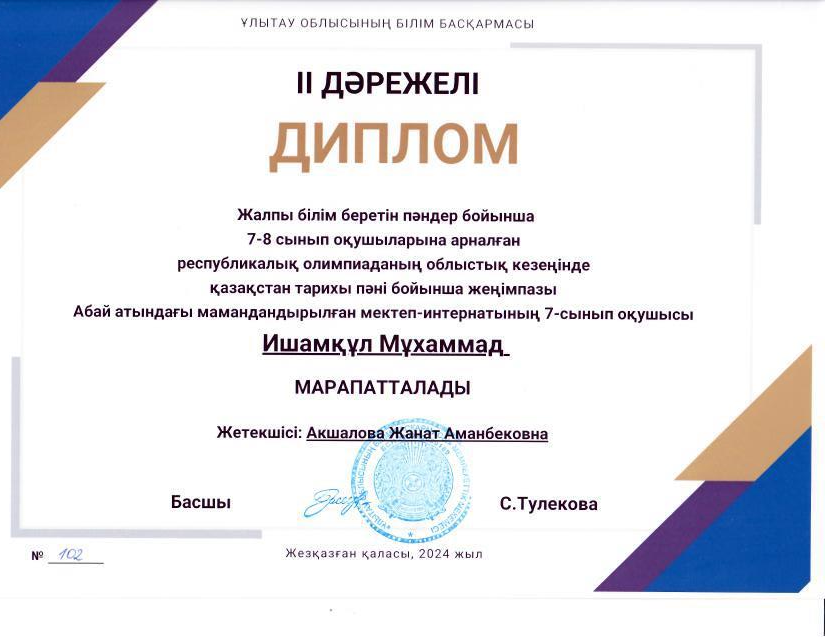 ҰЛЫТАУ ОБЛЫСЫНЫҢ БІЛІМ БАСҚАРМАСЫ
ІІ ДӘРЕЖЕЛІ
ДИПЛОМ
Жалпы білім беретін пәндер бойынша
7-8 сынып оқушыларына арналған
республикалық олимпиаданың облыстық кезеңінде
қазақстан тарихы пәні бойынша жеңімпазы
Абай атындағы мамандандырылған мектеп-интернатының 7-сынып оқушысы
Ишамқұл Мұхаммад
МАРАПАТТАЛАДЫ
Жетекшісі: Акшалова Жанат Аманбековна
Басшы С.Тулекова
№ 102
Жезқазған қаласы, 2024 жыл